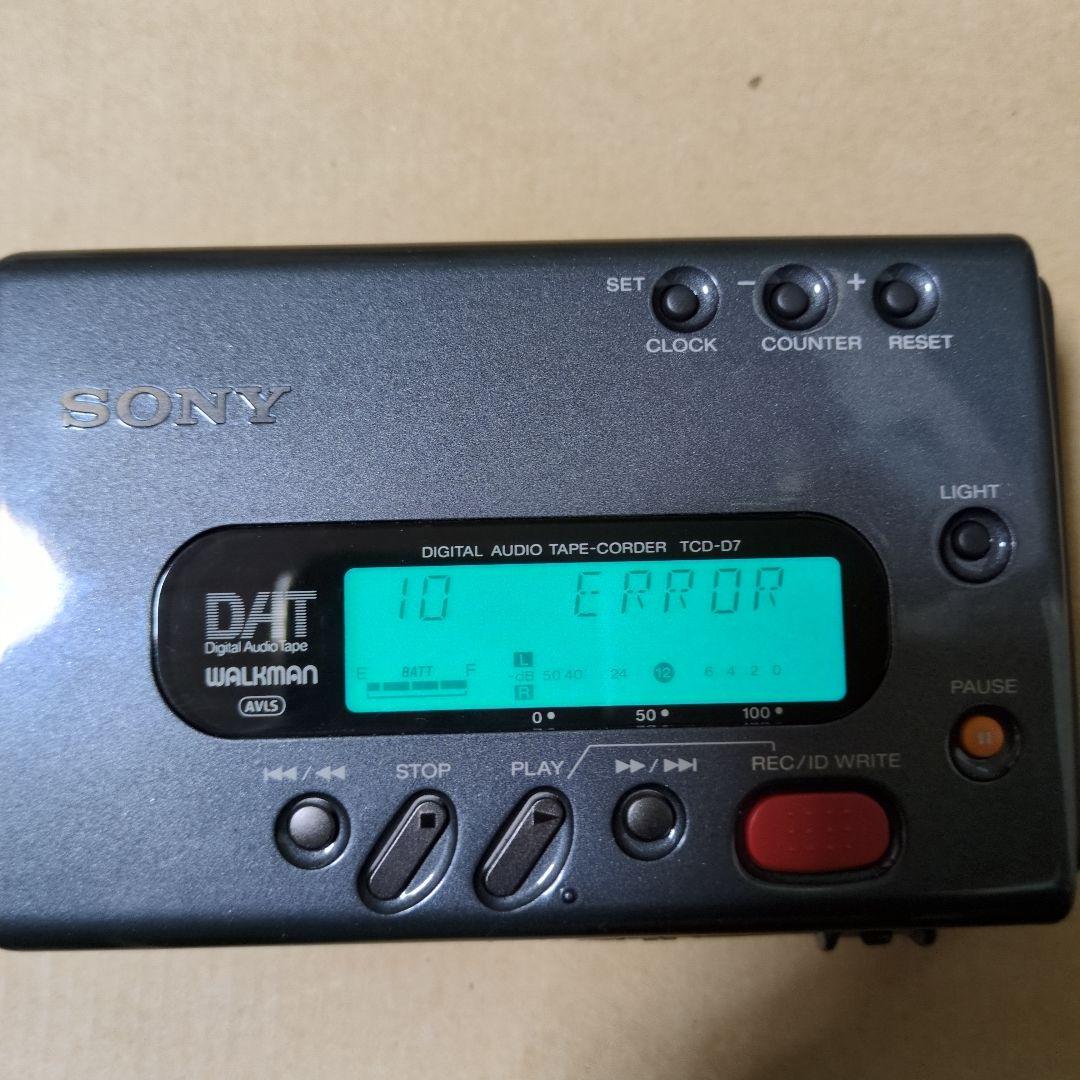 SET - +
CLOCK COUNTER RESET
SONY
LIGHT
DIGITAL AUDIO TAPE-CORDER TCD-D7
10 ERROR
DAT
Digital Audio Tape
WALKMAN
AVLS
E BATT F
L
-dB 50 40 24 12 6 4 2 0
R
0 50 100
PAUSE
STOP PLAY REC/ID WRITE